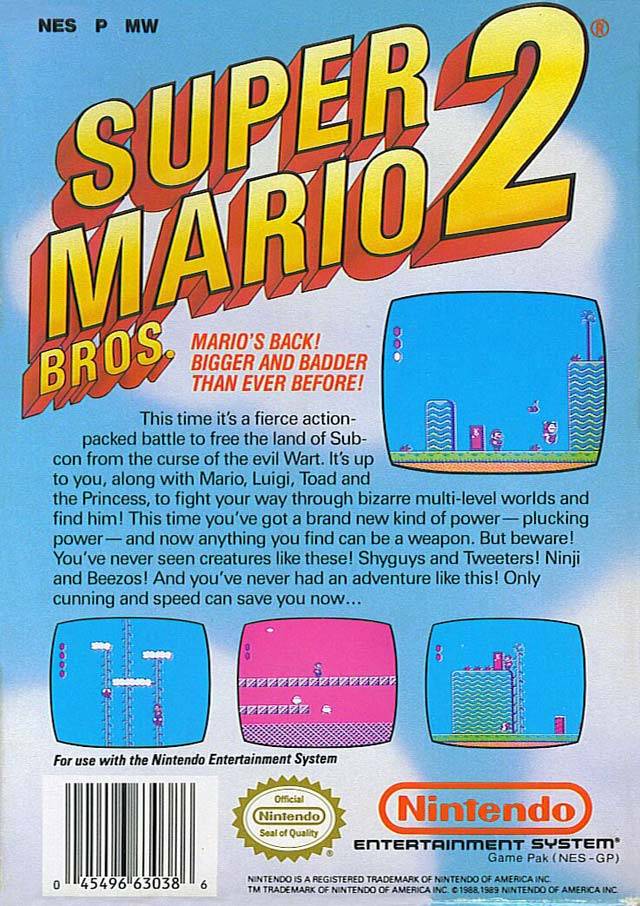 NES P MW
SUPER
MARIO
BROS. 2®
MARIO'S BACK!
BIGGER AND BADDER
THAN EVER BEFORE!
This time it's a fierce action-
packed battle to free the land of Sub-
con from the curse of the evil Wart. It's up
to you, along with Mario, Luigi, Toad and
the Princess, to fight your way through bizarre multi-level worlds and
find him! This time you've got a brand new kind of power—plucking
power—and now anything you find can be a weapon. But beware!
You've never seen creatures like these! Shyguys and Tweeters! Ninji
and Beezos! And you've never had an adventure like this! Only
cunning and speed can save you now...
For use with the Nintendo Entertainment System
0 45496 63038 6
Official
Nintendo
Seal of Quality
®
Nintendo
ENTERTAINMENT SYSTEM®
Game Pak (NES-GP)
NINTENDO IS A REGISTERED TRADEMARK OF NINTENDO OF AMERICA INC.
TM TRADEMARK OF NINTENDO OF AMERICA INC. ©1988,1989 NINTENDO OF AMERICA INC.